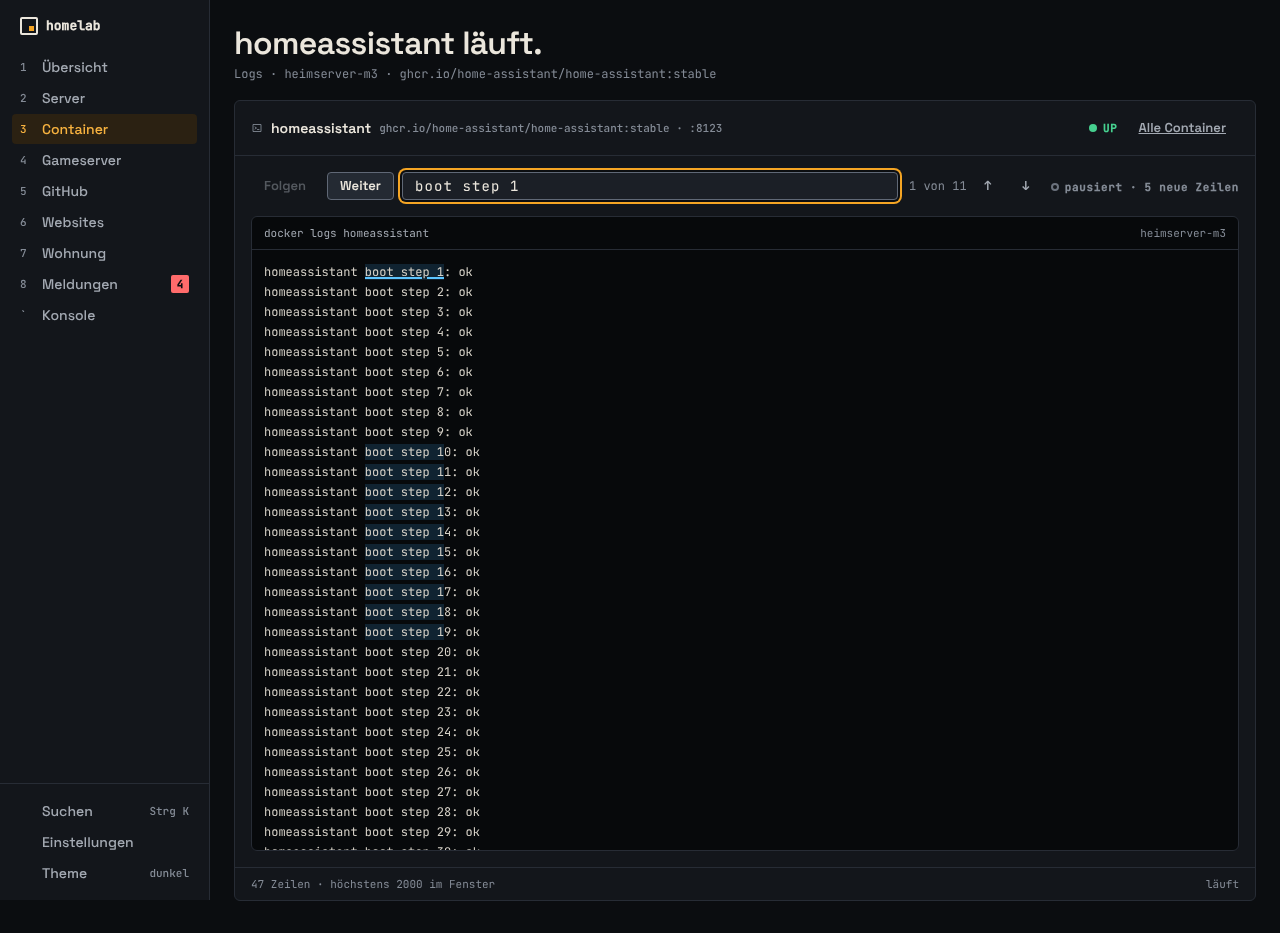 homelab
1 Übersicht
2 Server
3 Container
4 Gameserver
5 GitHub
6 Websites
7 Wohnung
8 Meldungen 4
` Konsole
Suchen Strg K
Einstellungen
Theme dunkel
homeassistant läuft.
Logs · heimserver-m3 · ghcr.io/home-assistant/home-assistant:stable
homeassistant ghcr.io/home-assistant/home-assistant:stable · :8123 UP Alle Container
Folgen Weiter boot step 1 1 von 11 ↑ ↓ pausiert · 5 neue Zeilen
docker logs homeassistant heimserver-m3
homeassistant boot step 1: ok
homeassistant boot step 2: ok
homeassistant boot step 3: ok
homeassistant boot step 4: ok
homeassistant boot step 5: ok
homeassistant boot step 6: ok
homeassistant boot step 7: ok
homeassistant boot step 8: ok
homeassistant boot step 9: ok
homeassistant boot step 10: ok
homeassistant boot step 11: ok
homeassistant boot step 12: ok
homeassistant boot step 13: ok
homeassistant boot step 14: ok
homeassistant boot step 15: ok
homeassistant boot step 16: ok
homeassistant boot step 17: ok
homeassistant boot step 18: ok
homeassistant boot step 19: ok
homeassistant boot step 20: ok
homeassistant boot step 21: ok
homeassistant boot step 22: ok
homeassistant boot step 23: ok
homeassistant boot step 24: ok
homeassistant boot step 25: ok
homeassistant boot step 26: ok
homeassistant boot step 27: ok
homeassistant boot step 28: ok
homeassistant boot step 29: ok
homeassistant boot step 30: ok
47 Zeilen · höchstens 2000 im Fenster läuft